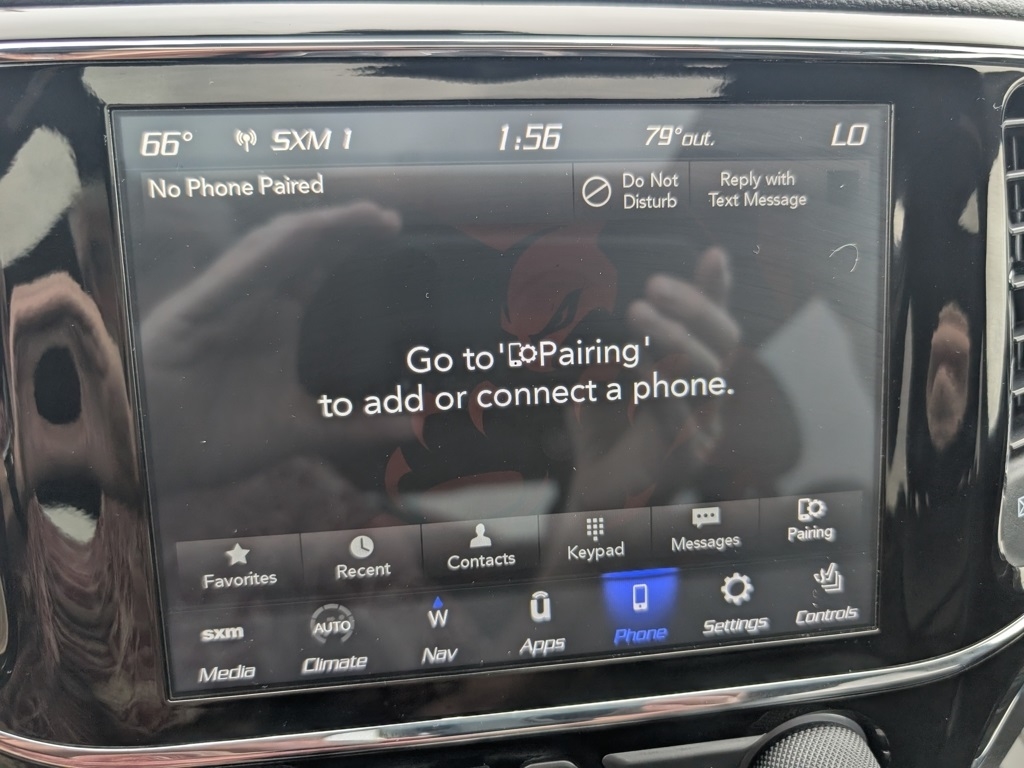 66° SXM 1 1:56 79°out. LO
No Phone Paired
Do Not
Disturb
Reply with
Text Message
Go to 'Pairing'
to add or connect a phone.
Favorites Recent Contacts Keypad Messages Pairing
sxm AUTO W u
Media Climate Nav Apps Phone Settings Controls